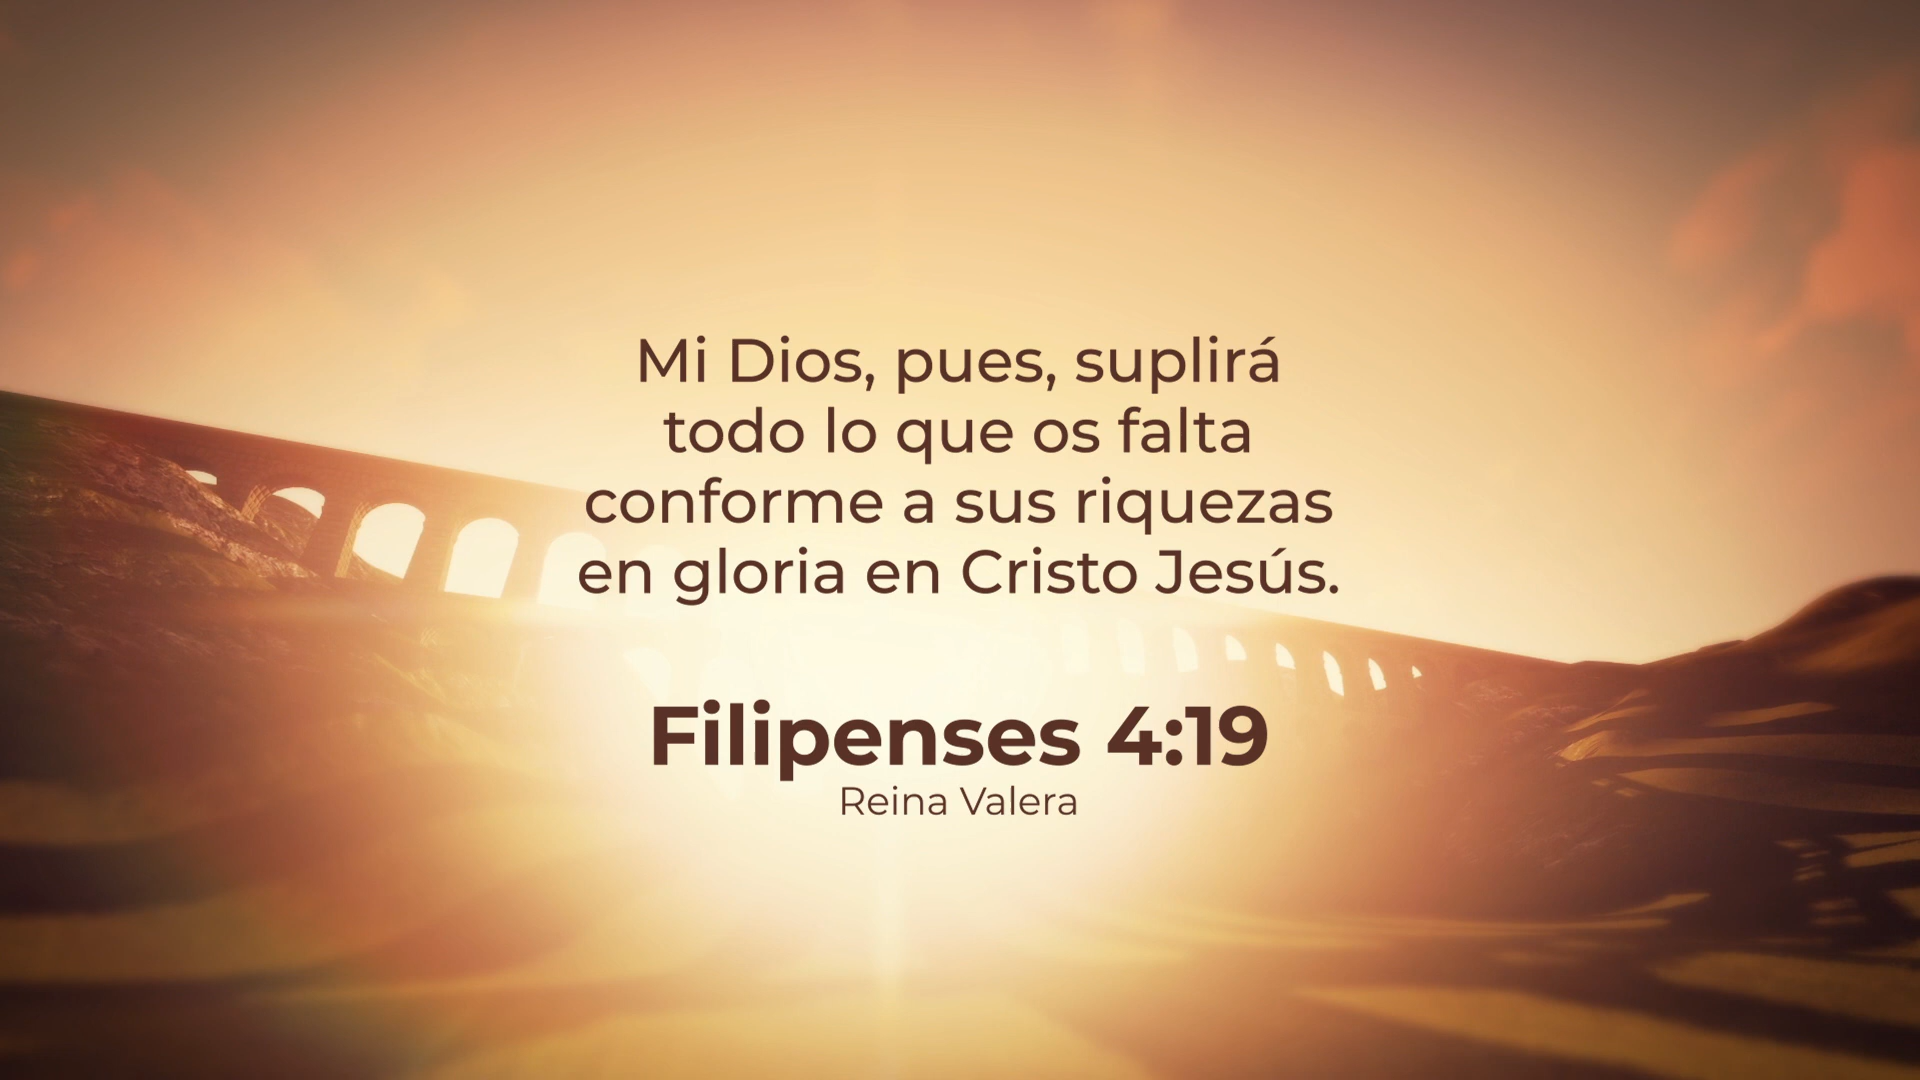 Mi Dios, pues, suplirá
todo lo que os falta
conforme a sus riquezas
en gloria en Cristo Jesús.
Filipenses 4:19
Reina Valera